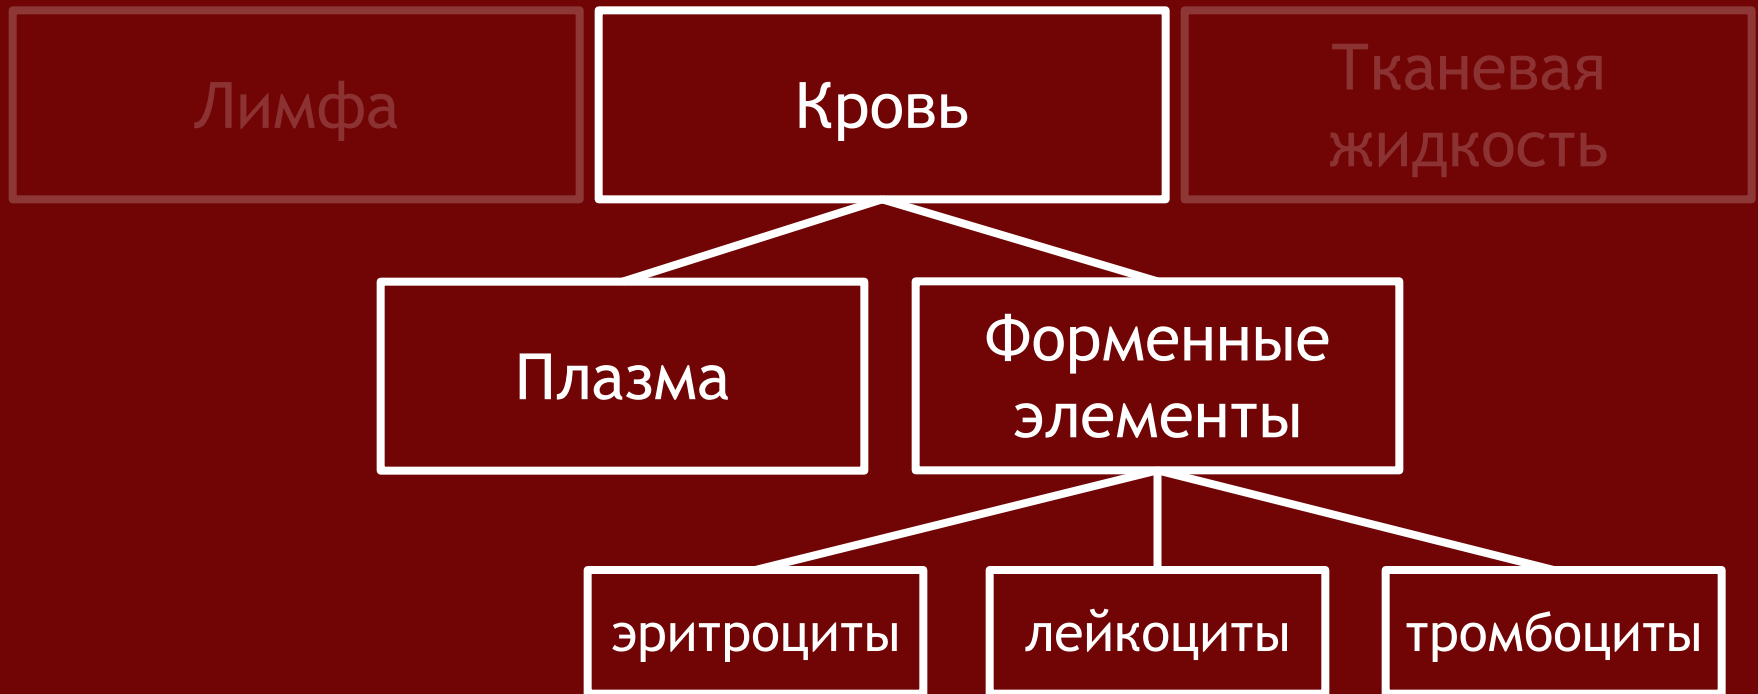 Лимфа
Кровь
Тканевая
жидкость
Плазма
Форменные
элементы
эритроциты
лейкоциты
тромбоциты